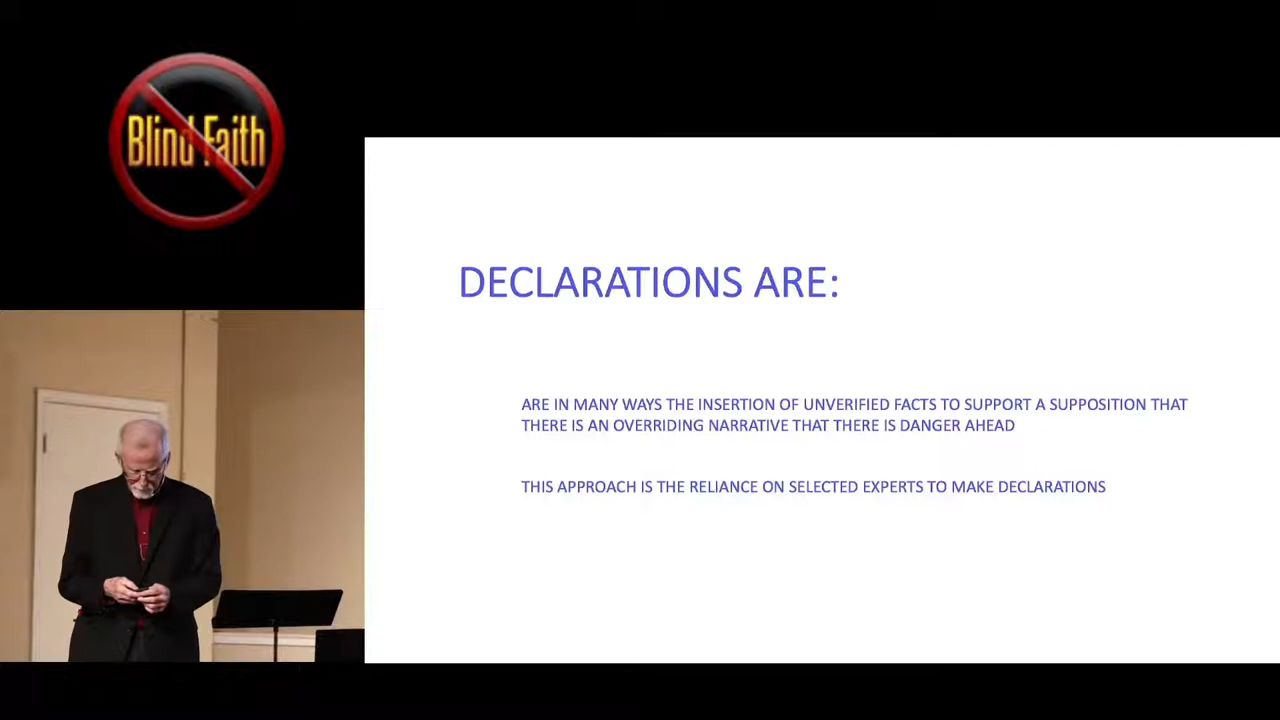 Blind Faith
DECLARATIONS ARE:
ARE IN MANY WAYS THE INSERTION OF UNVERIFIED FACTS TO SUPPORT A SUPPOSITION THAT
THERE IS AN OVERRIDING NARRATIVE THAT THERE IS DANGER AHEAD
THIS APPROACH IS THE RELIANCE ON SELECTED EXPERTS TO MAKE DECLARATIONS